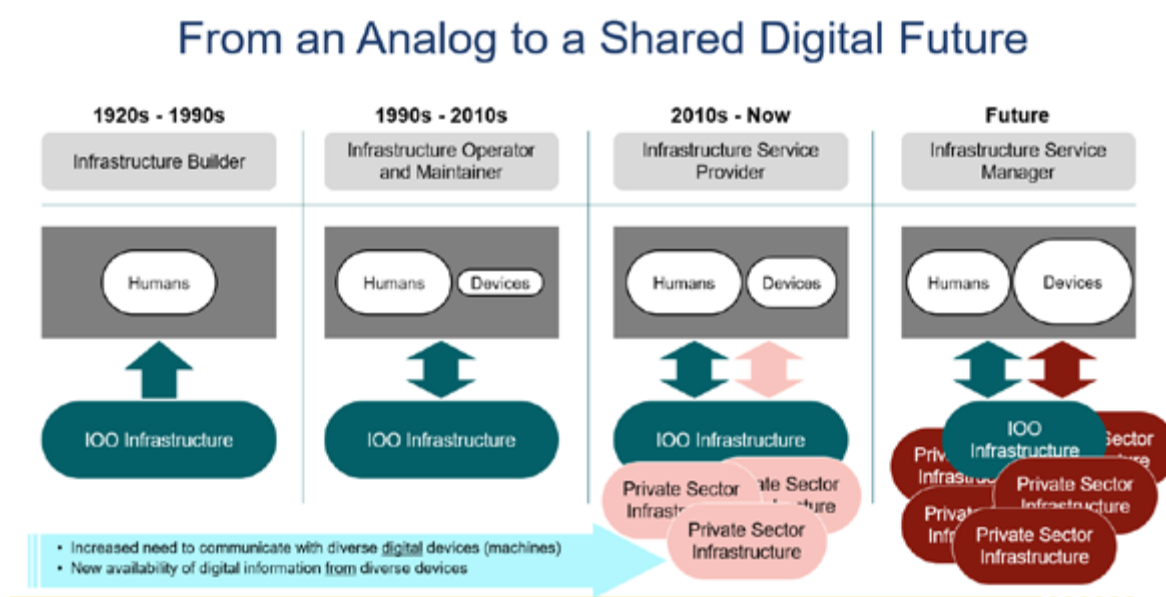 From an Analog to a Shared Digital Future
1920s - 1990s
Infrastructure Builder
Humans
IOO Infrastructure
1990s - 2010s
Infrastructure Operator
and Maintainer
Humans
Devices
IOO Infrastructure
2010s - Now
Infrastructure Service
Provider
Humans
Devices
IOO Infrastructure
Private Sector
Sector
Private Sector
Infrastructure
Future
Infrastructure Service
Manager
Humans
Devices
IOO
Infrastructure
Sector
Private Sector
Private Sector
Infrastructure
• Increased need to communicate with diverse digital devices (machines)
• New availability of digital information from diverse devices